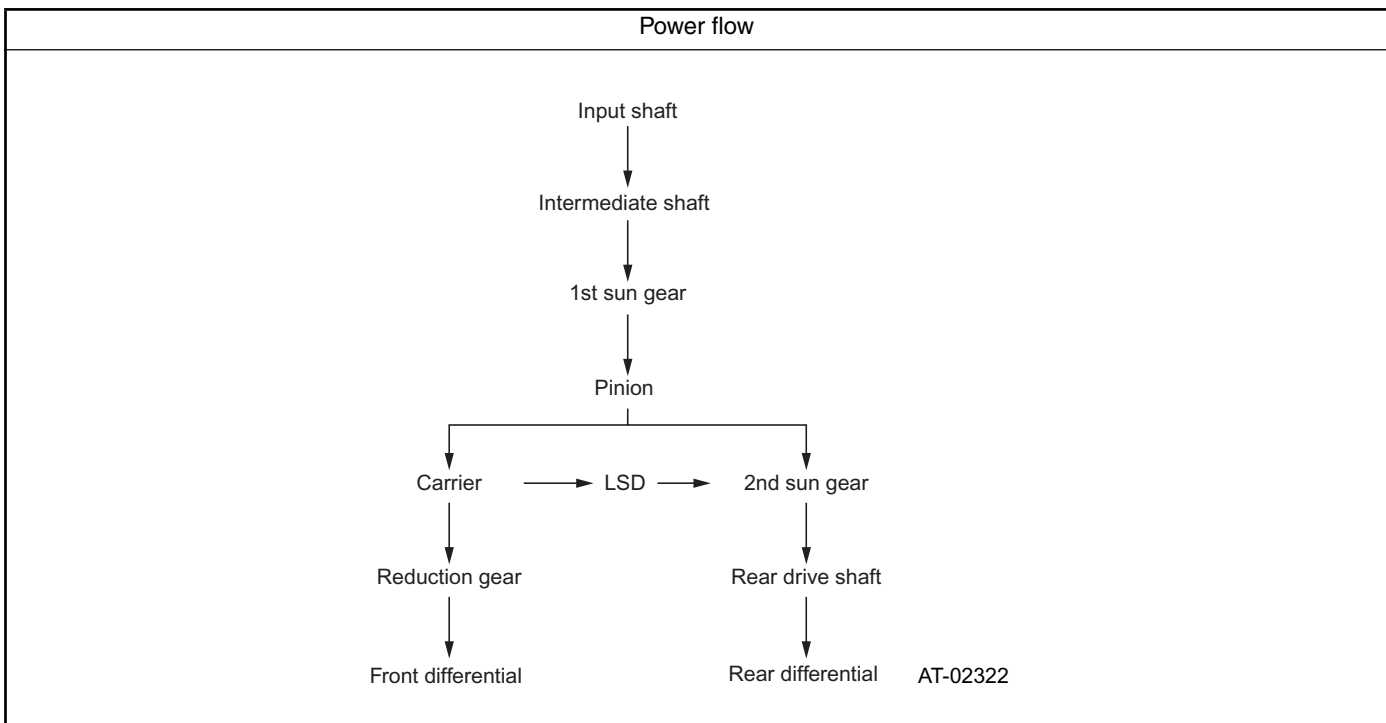 Power flow
Input shaft
Intermediate shaft
1st sun gear
Pinion
Carrier LSD 2nd sun gear
Reduction gear Rear drive shaft
Front differential Rear differential AT-02322